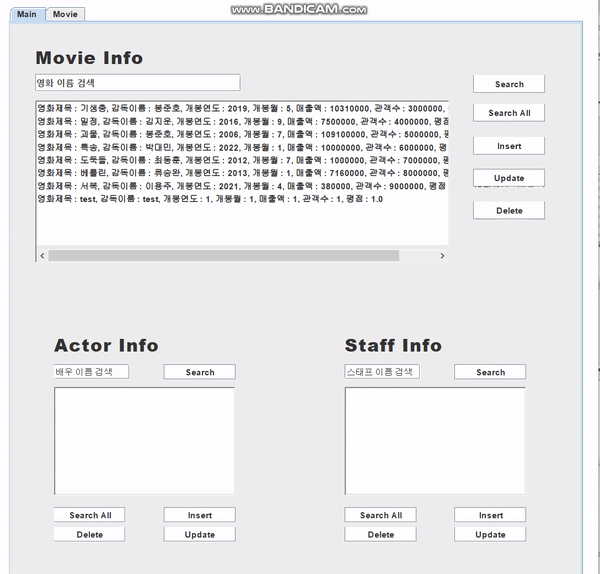 www.BANDICAM.com
Main
Movie
Movie Info
영화 이름 검색
Search
영화제목 : 기생충, 감독이름 : 봉준호, 개봉연도 : 2019, 개봉월 : 5, 매출액 : 10310000, 관객수 : 3000000,
영화제목 : 밀정, 감독이름 : 김지운, 개봉연도 : 2016, 개봉월 : 9, 매출액 : 7500000, 관객수 : 4000000, 평점
영화제목 : 괴물, 감독이름 : 봉준호, 개봉연도 : 2006, 개봉월 : 7, 매출액 : 109100000, 관객수 : 5000000, 평
영화제목 : 특송, 감독이름 : 박대민, 개봉연도 : 2022, 개봉월 : 1, 매출액 : 10000000, 관객수 : 6000000, 평점
영화제목 : 도둑들, 감독이름 : 최동훈, 개봉연도 : 2012, 개봉월 : 7, 매출액 : 1000000, 관객수 : 7000000, 평점
영화제목 : 베를린, 감독이름 : 류승완, 개봉연도 : 2013, 개봉월 : 1, 매출액 : 7160000, 관객수 : 8000000, 평점
영화제목 : 서복, 감독이름 : 이용주, 개봉연도 : 2021, 개봉월 : 4, 매출액 : 380000, 관객수 : 9000000, 평점
영화제목 : test, 감독이름 : test, 개봉연도 : 1, 개봉월 : 1, 매출액 : 1, 관객수 : 1, 평점 : 1.0
Search All
Insert
Update
Delete
Actor Info
배우 이름 검색
Search
Search All
Insert
Delete
Update
Staff Info
스태프 이름 검색
Search
Search All
Insert
Delete
Update